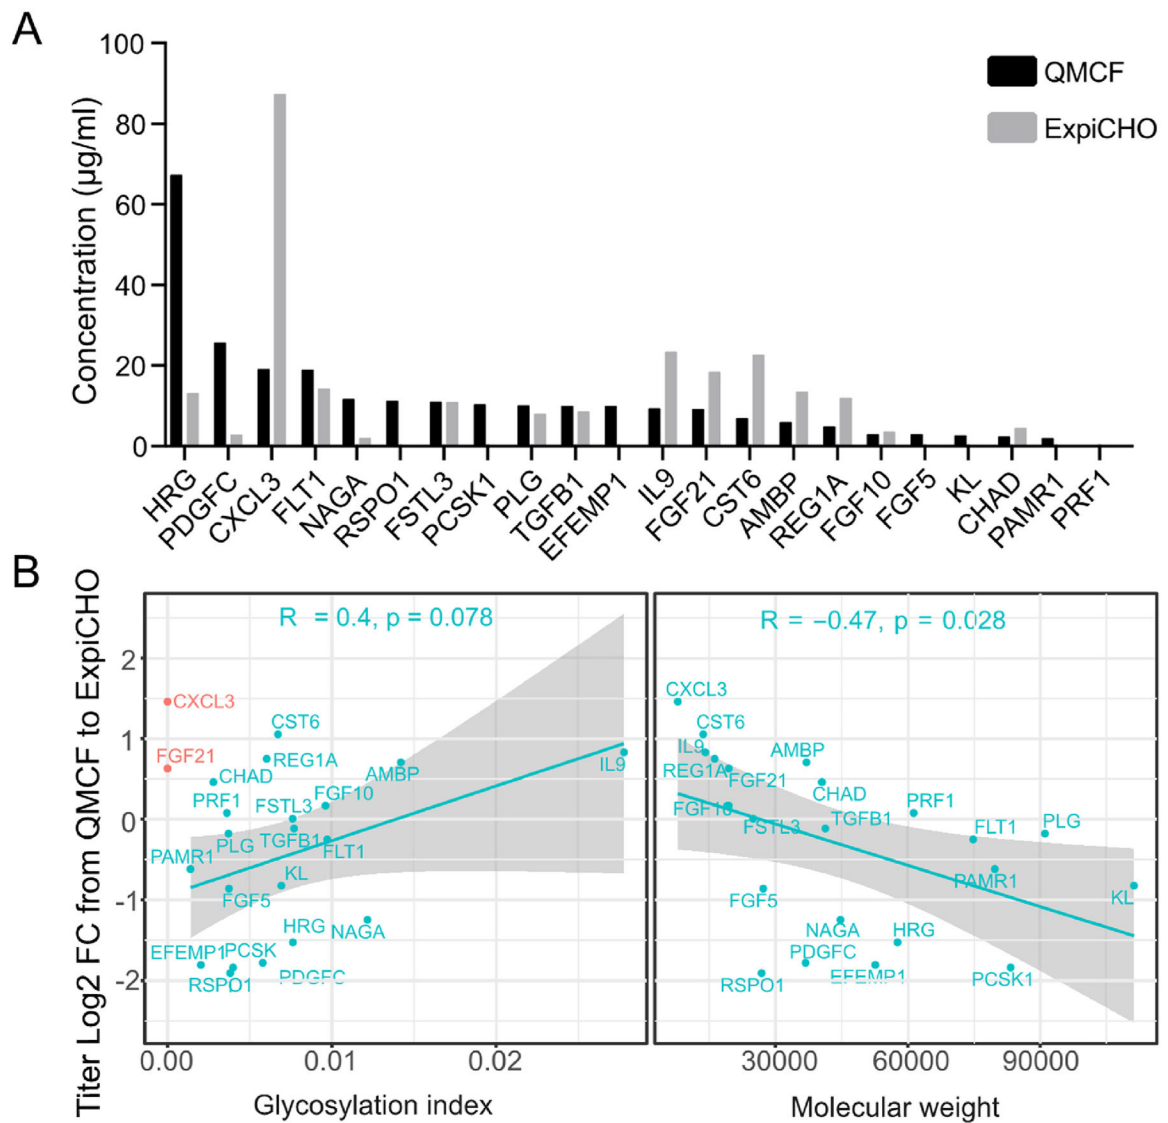 A
Concentration (µg/ml)
100
80
60
40
20
0
QMCF
ExpiCHO
HRG
PDGFC
CXCL3
FLT1
NAGA
RSPO1
FSTL3
PCSK1
PLG
TGFB1
EFEMP1
IL9
FGF21
CST6
AMBP
REG1A
FGF10
FGF5
KL
CHAD
PAMR1
PRF1
B
Titer Log2 FC from QMCF to ExpiCHO
2
1
0
-1
-2
R = 0.4, p = 0.078
CXCL3
CST6
FGF21
REG1A
CHAD
AMBP
IL9
PRF1
FSTL3
FGF10
PLG
TGFB1
FLT1
PAMR1
KL
FGF5
HRG
NAGA
EFEMP1
PCSK
RSPO1
PDGFC
0.00
0.01
0.02
Glycosylation index
R = −0.47, p = 0.028
CXCL3
CST6
IL9
AMBP
REG1A
FGF21
CHAD
FGF10
PRF1
FSTL3
TGFB1
FLT1
PLG
PAMR1
KL
FGF5
NAGA
HRG
PDGFC
RSPO1
EFEMP1
PCSK1
30000
60000
90000
Molecular weight